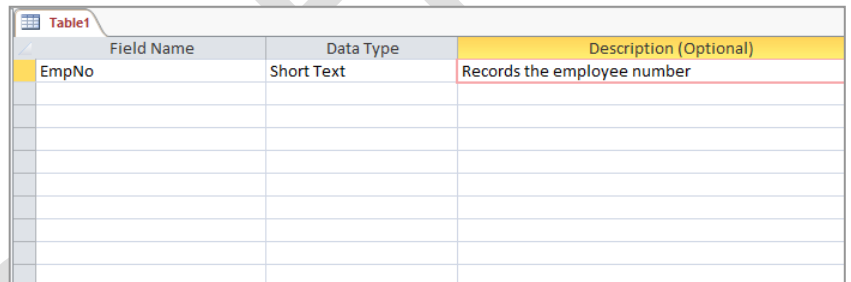 Table1
Field Name Data Type Description (Optional)
EmpNo Short Text Records the employee number